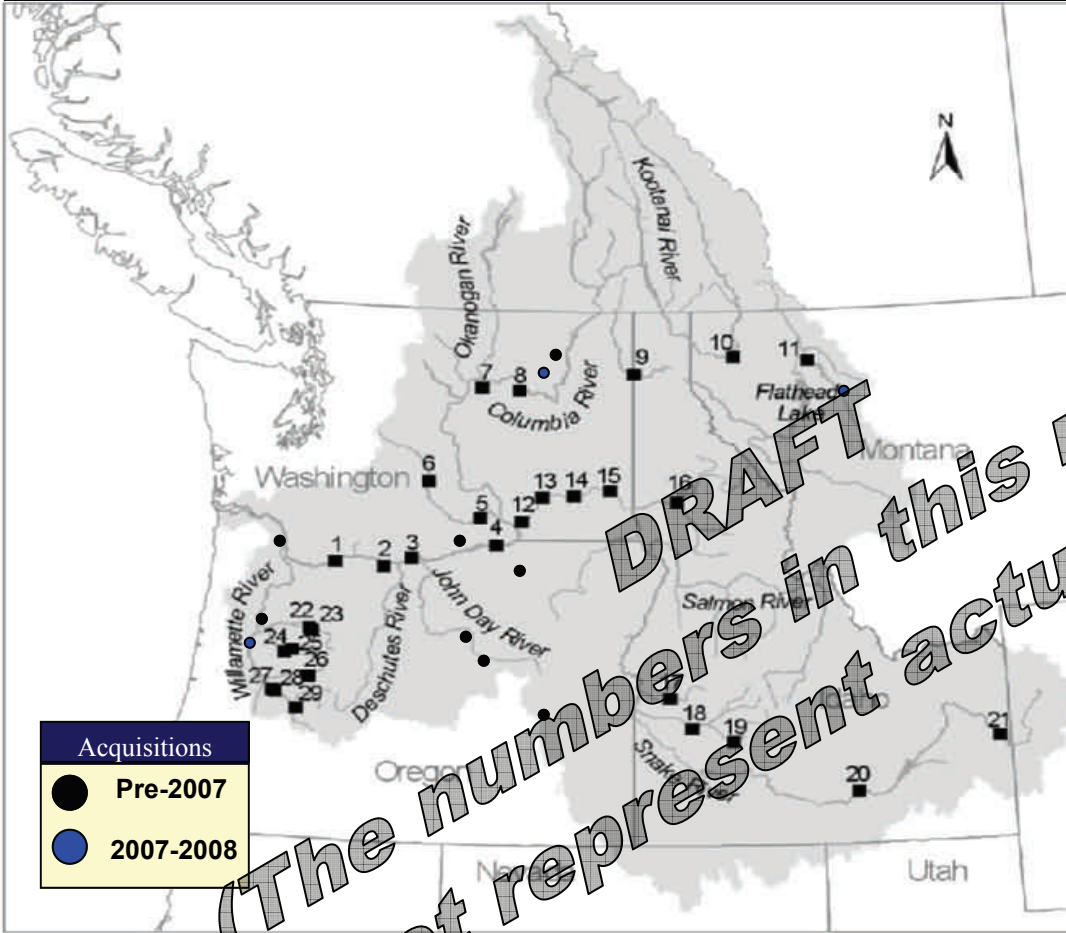 N
Kootenai River
Okanogan River
10
11
9
7
8
Columbia River
Flathead
Lake
Montana
Washington
6
13
14
15
16
5
12
4
DRAFT
1
2
3
John Day River
Salmon River
Willamette River
22
23
24
26
Deschutes River
27
28
29
18
19
21
Snake River
20
Idaho
Oregon
Acquisitions
Pre-2007
2007-2008
Utah
(The numbers in this
represent